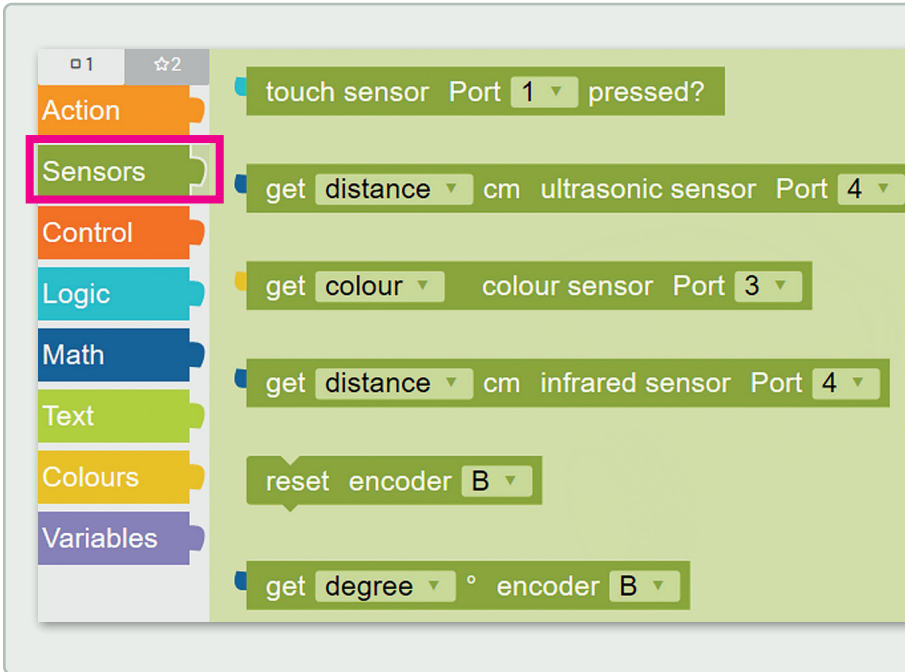 1
2
Action
Sensors
Control
Logic
Math
Text
Colours
Variables
touch sensor Port 1 pressed?
get distance cm ultrasonic sensor Port 4
get colour colour sensor Port 3
get distance cm infrared sensor Port 4
reset encoder B
get degree ° encoder B